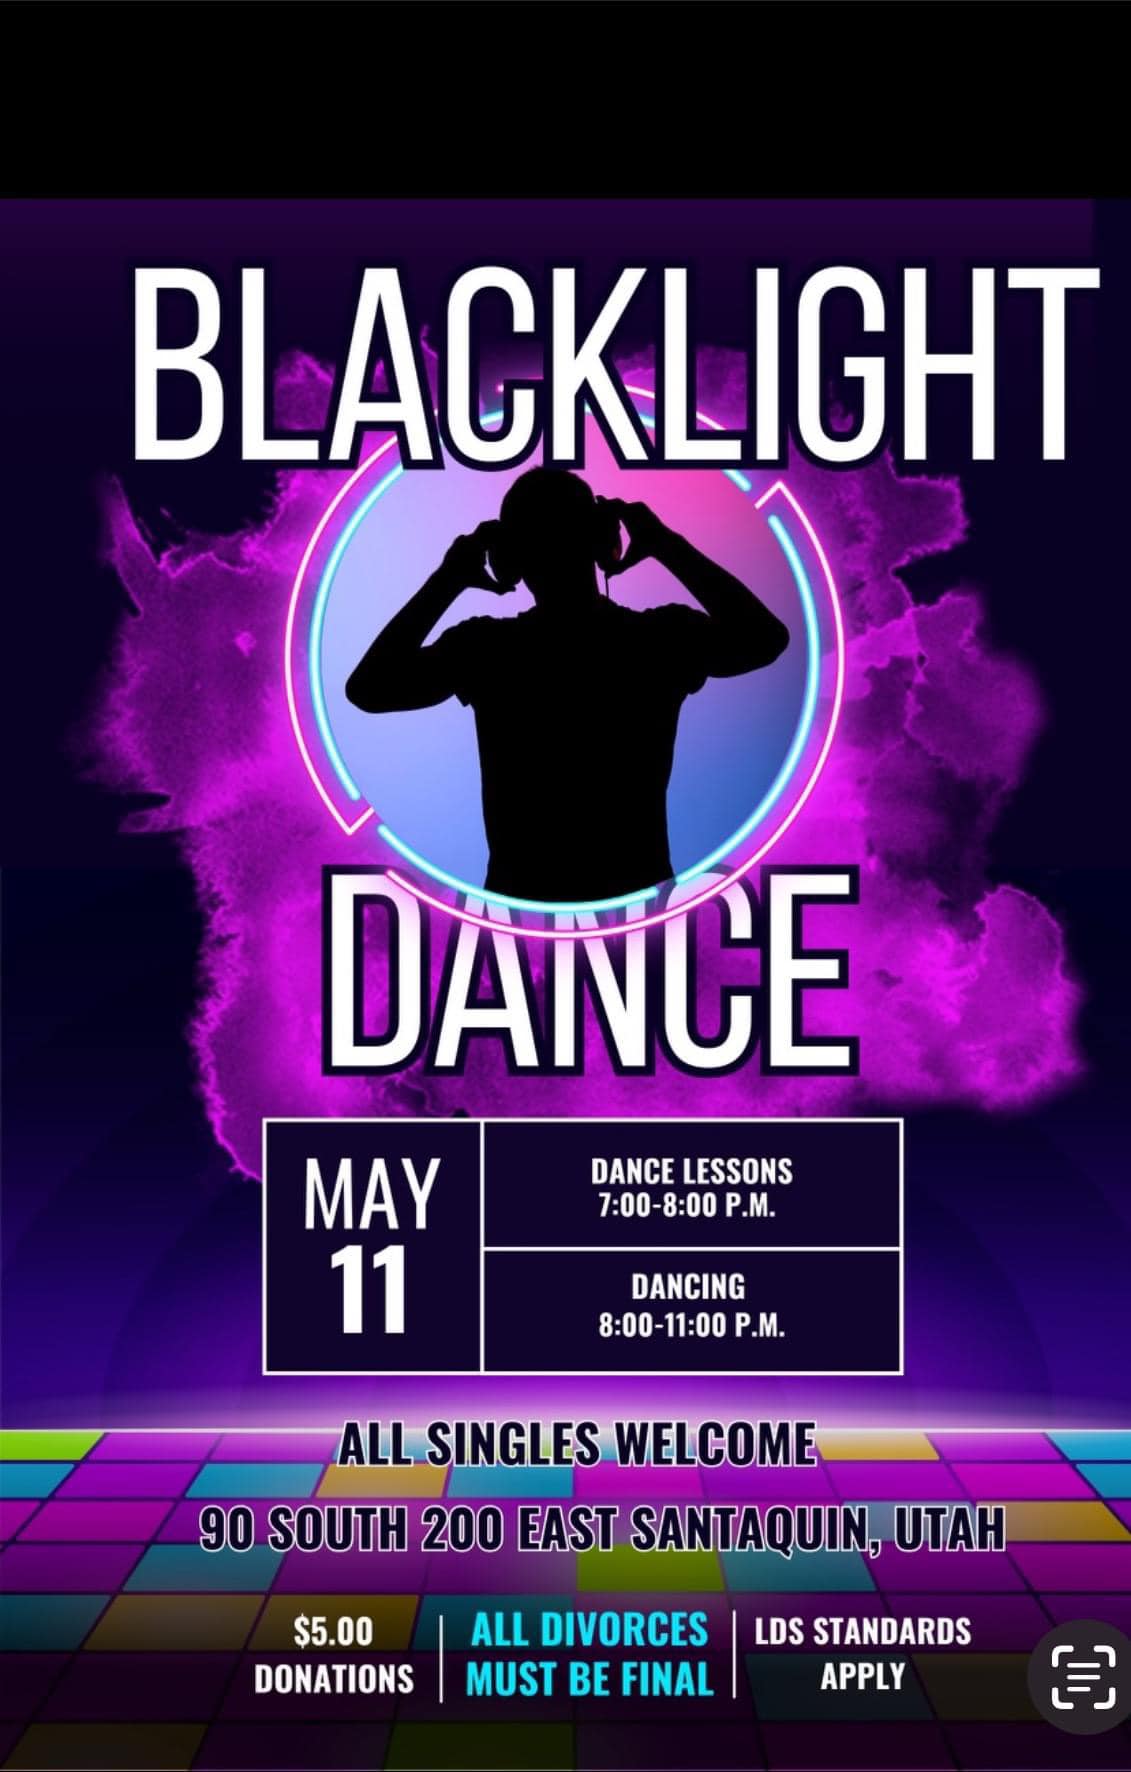 BLACKLIGHT
DANCE
MAY
11
DANCE LESSONS
7:00-8:00 P.M.
DANCING
8:00-11:00 P.M.
ALL SINGLES WELCOME
90 SOUTH 200 EAST SANTAQUIN, UTAH
$5.00
DONATIONS
ALL DIVORCES
MUST BE FINAL
LDS STANDARDS
APPLY